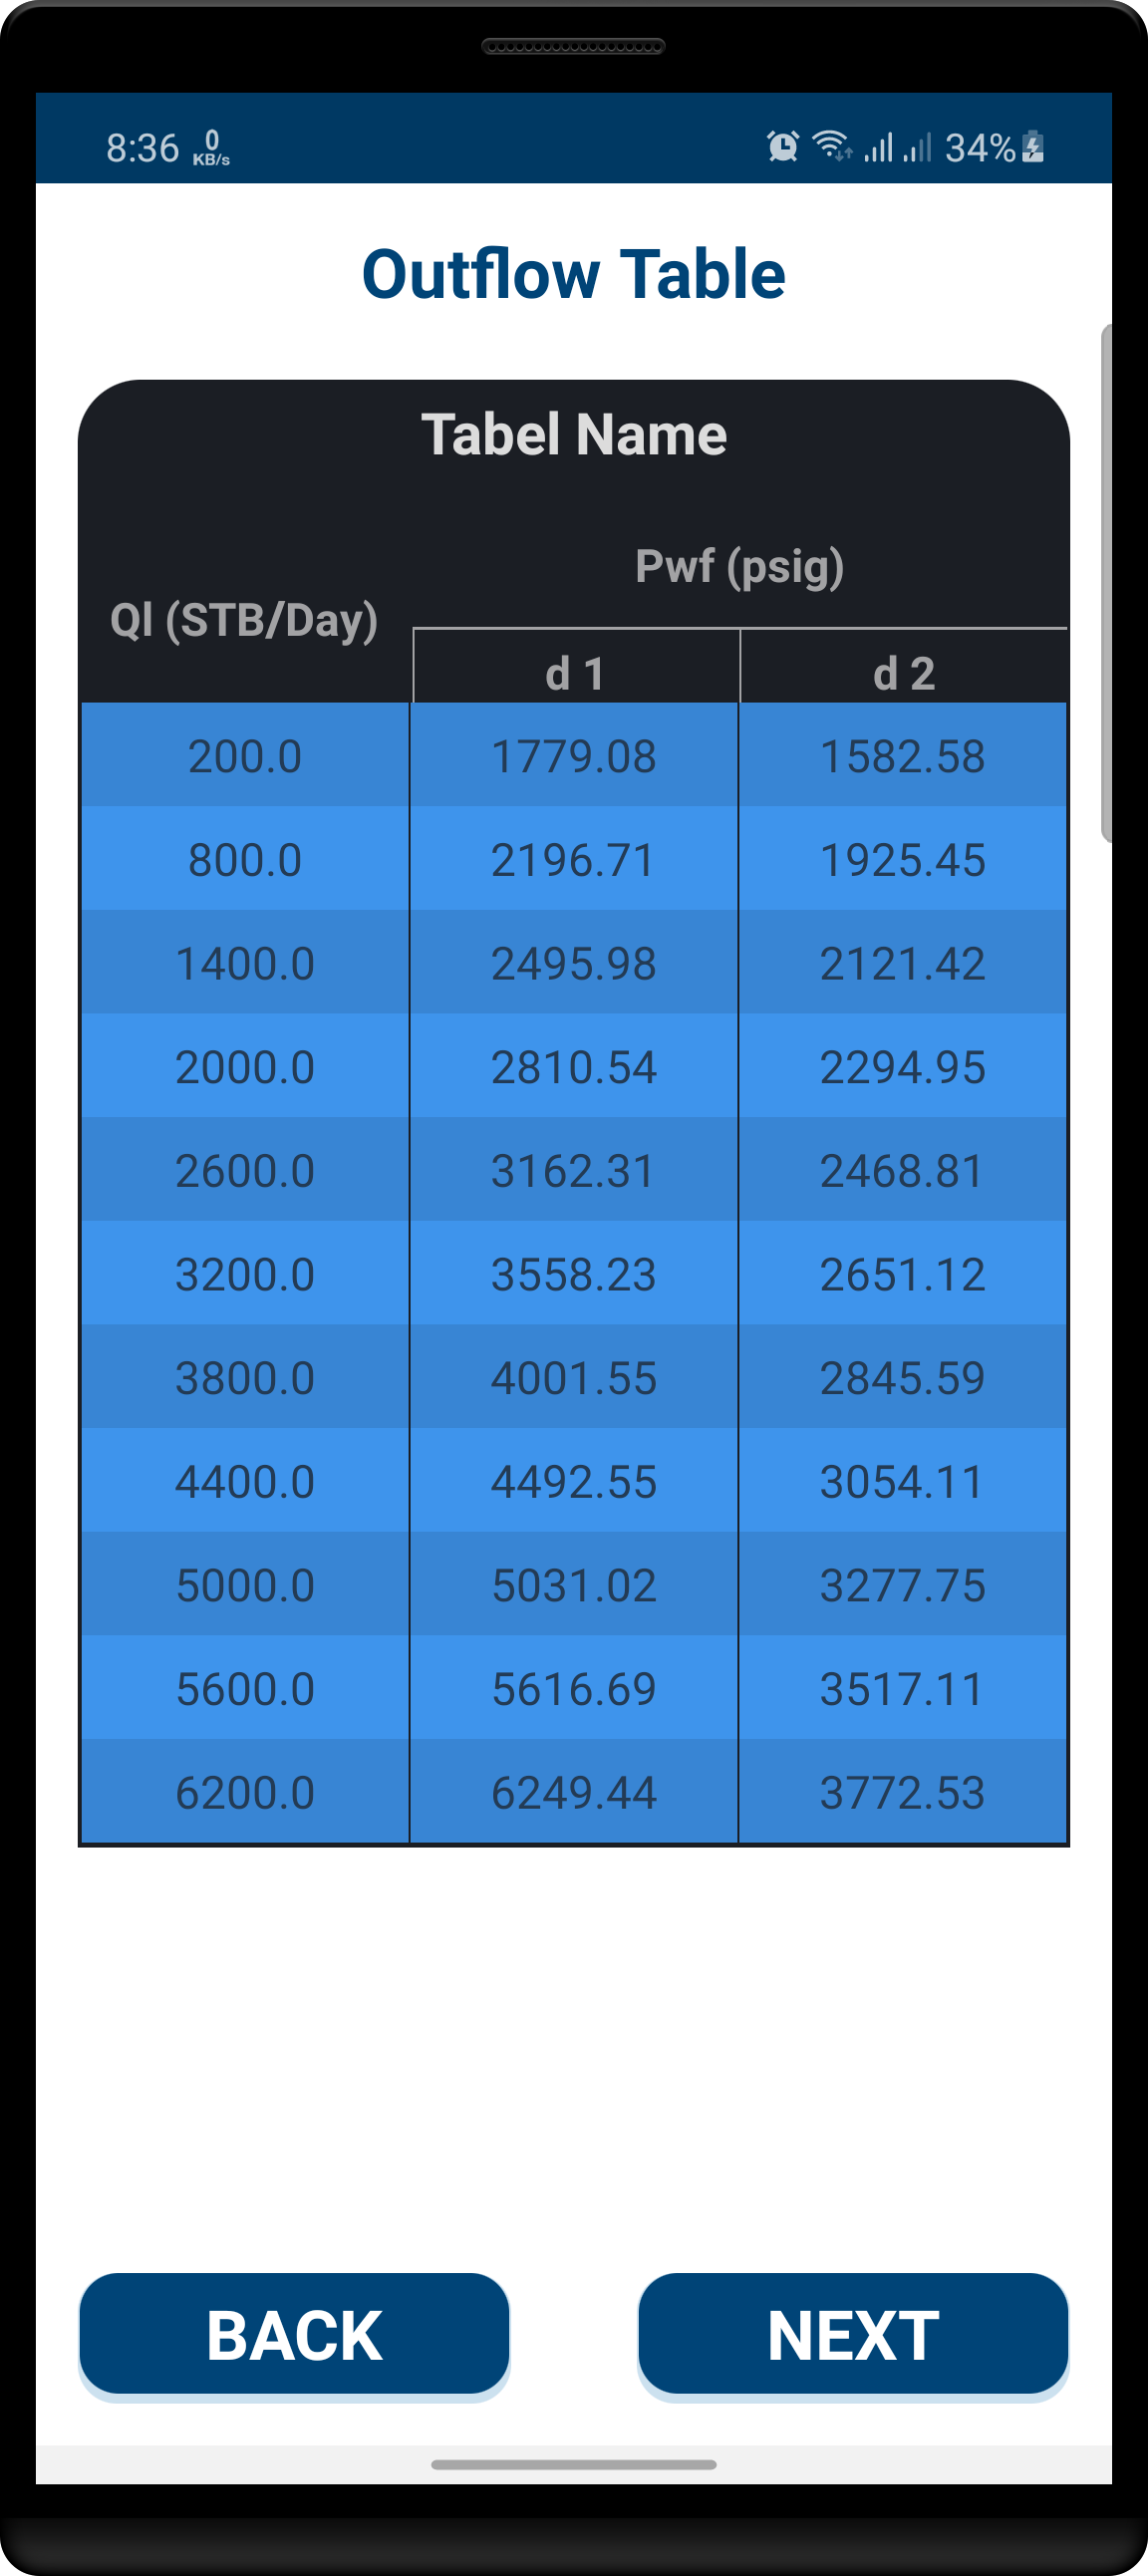 8:36 0 KB/s 34%
Outflow Table
Tabel Name
Pwf (psig)
Ql (STB/Day)
d 1 d 2
200.0 1779.08 1582.58
800.0 2196.71 1925.45
1400.0 2495.98 2121.42
2000.0 2810.54 2294.95
2600.0 3162.31 2468.81
3200.0 3558.23 2651.12
3800.0 4001.55 2845.59
4400.0 4492.55 3054.11
5000.0 5031.02 3277.75
5600.0 5616.69 3517.11
6200.0 6249.44 3772.53
BACK NEXT